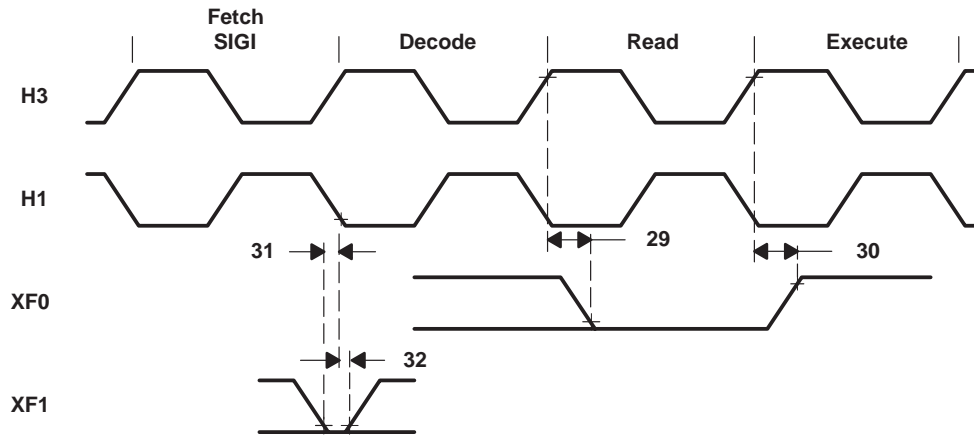 Fetch
SIGI
Decode
Read
Execute
H3
H1
31
29
30
XF0
32
XF1